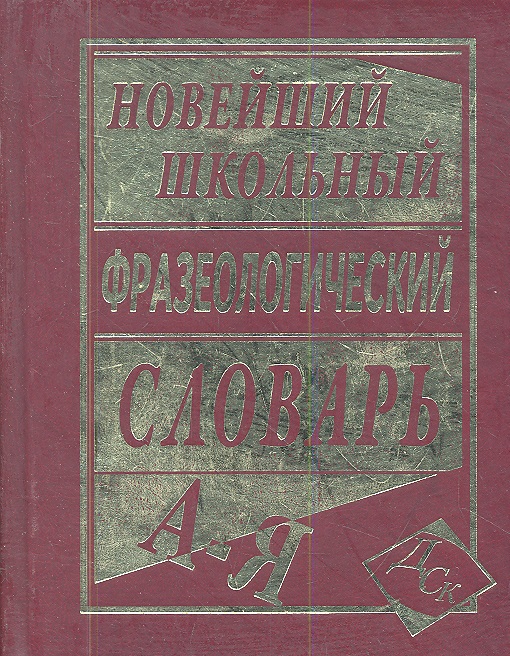 НОВЕЙШИЙ
ШКОЛЬНЫЙ
ФРАЗЕОЛОГИЧЕСКИЙ
СЛОВАРЬ
А-Я
ДСК